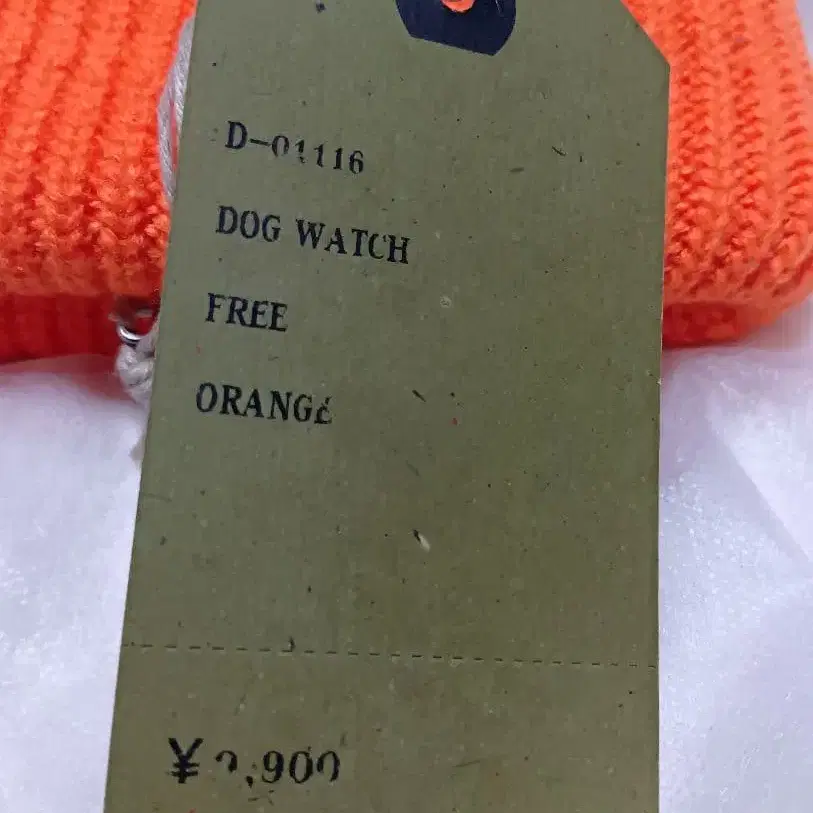 D-01116
DOG WATCH
FREE
ORANGE